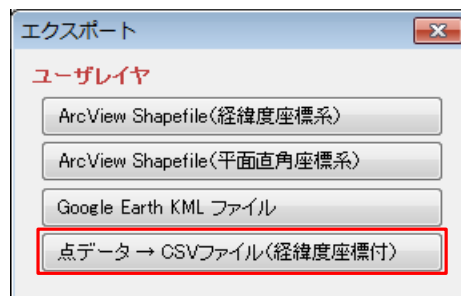 エクスポート
ユーザレイヤ
ArcView Shapefile(経緯度座標系)
ArcView Shapefile(平面直角座標系)
Google Earth KML ファイル
点データ → CSVファイル(経緯度座標付)